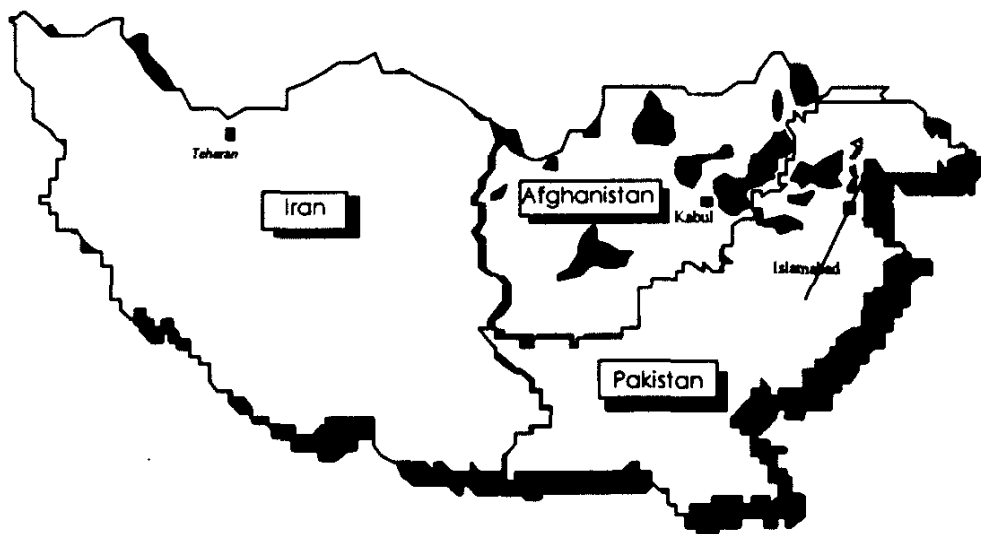 Teheran
Iran
Afghanistan
Kabul
Islamabad
Pakistan